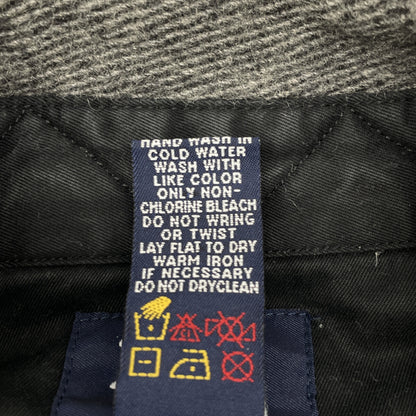 HAND WASH IN
COLD WATER
WASH WITH
LIKE COLOR
ONLY NON-
CHLORINE BLEACH
DO NOT WRING
OR TWIST
LAY FLAT TO DRY
WARM IRON
IF NECESSARY
DO NOT DRYCLEAN
CL